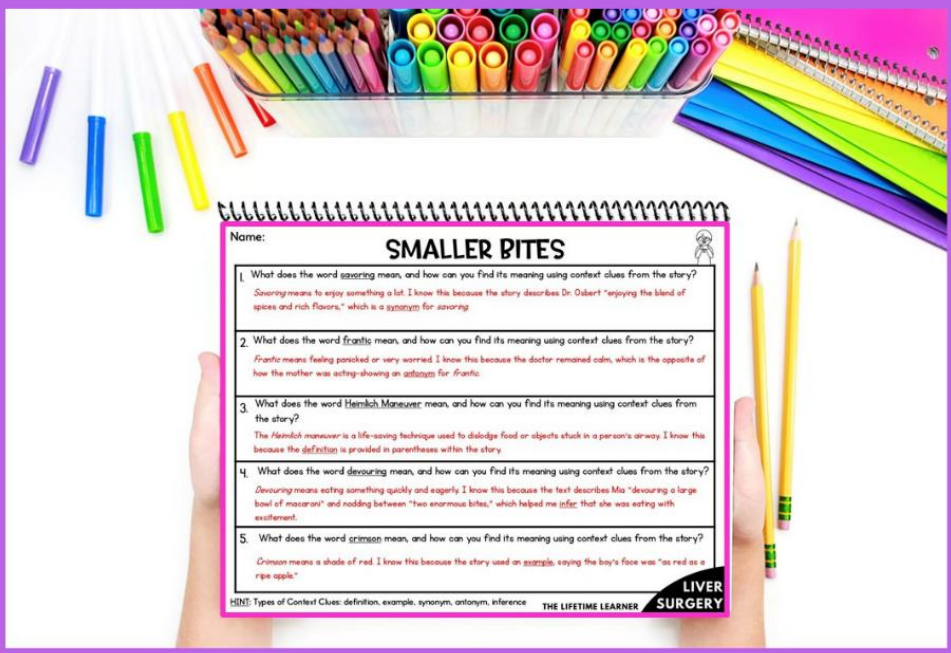 Name:
SMALLER BITES
1. What does the word savoring mean, and how can you find its meaning using context clues from the story?
Savoring means to enjoy something a lot. I know this because the story describes Dr. Osbert "enjoying the blend of
spices and rich flavors," which is a synonym for savoring.
2. What does the word frantic mean, and how can you find its meaning using context clues from the story?
Frantic means feeling panicked or very worried. I know this because the doctor remained calm, which is the opposite of
how the mother was acting-showing an antonym for frantic.
3. What does the word Heimlich Maneuver mean, and how can you find its meaning using context clues from
the story?
The Heimlich maneuver is a life-saving technique used to dislodge food or objects stuck in a person's airway. I know this
because the definition is provided in parentheses within the story.
4. What does the word devouring mean, and how can you find its meaning using context clues from the story?
Devouring means eating something quickly and eagerly. I know this because the text describes Mia "devouring a large
bowl of macaroni" and nodding between "two enormous bites," which helped me infer that she was eating with
excitement.
5. What does the word crimson mean, and how can you find its meaning using context clues from the story?
Crimson means a shade of red. I know this because the story used an example, saying the boy's face was "as red as a
ripe apple."
HINT: Types of Context Clues: definition, example, synonym, antonym, inference
THE LIFETIME LEARNER
LIVER
SURGERY